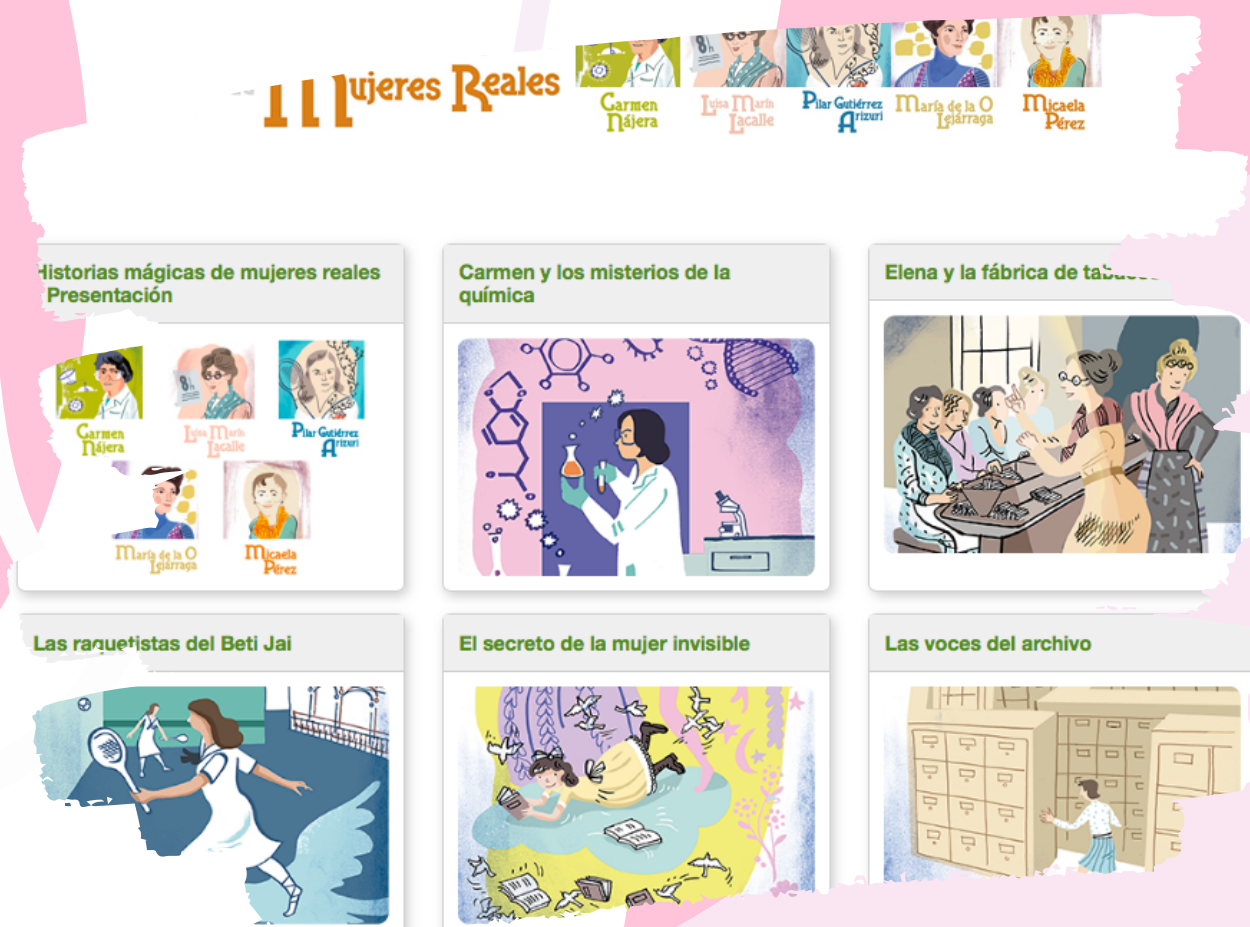 Mujeres Reales
Carmen
Nájera
Luisa Marín
Lacalle
Pilar Gutiérrez
Arizuri
María de la O
Lejárraga
Micaela
Pérez
Historias mágicas de mujeres reales
Presentación
Carmen y los misterios de la
química
Elena y la fábrica de
8h
Carmen
Nájera
Luisa Marín
Lacalle
Pilar Gutiérrez
Arizuri
María de la O
Lejárraga
Micaela
Pérez
Las raquetistas del Beti Jai
El secreto de la mujer invisible
Las voces del archivo